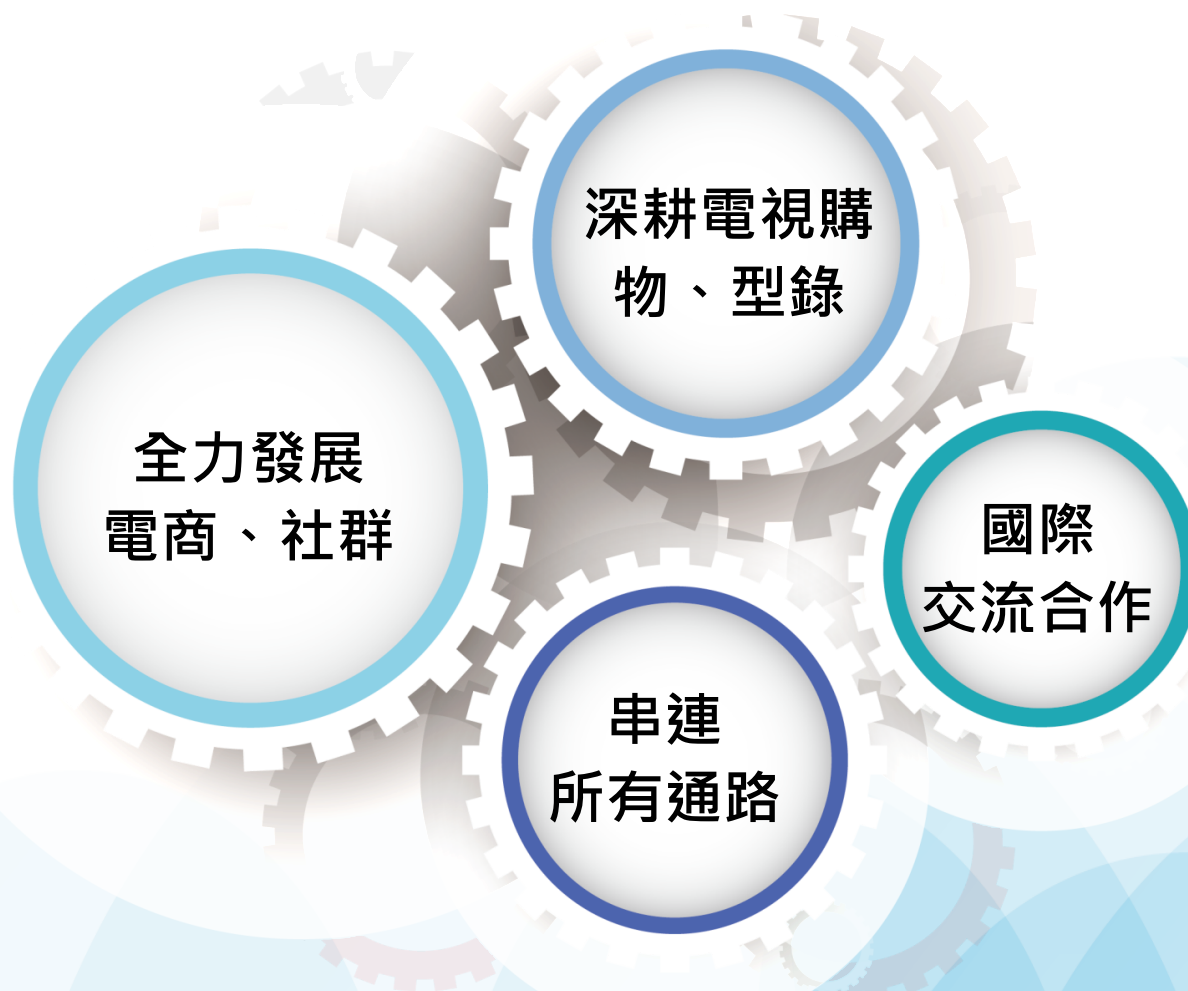 深耕電視購
物、型錄
全力發展
電商、社群
國際
交流合作
串連
所有通路